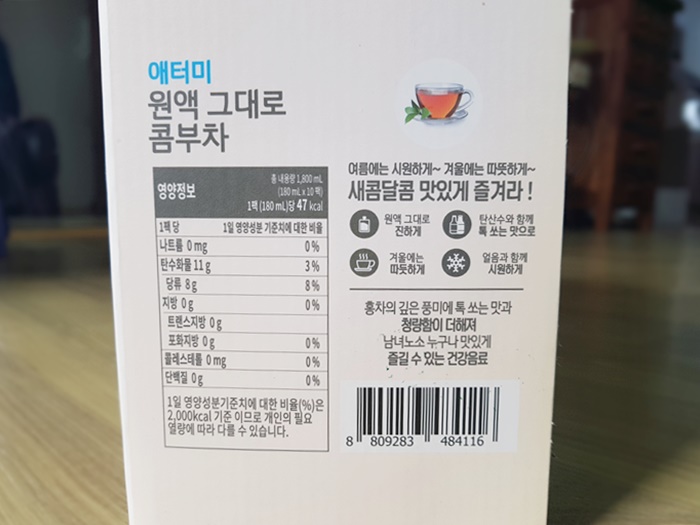 애터미
원액 그대로
콤부차
영양정보
총 내용량 1,800 mL
(180 mL x 10 팩)
1팩 (180 mL)당 47 kcal
1팩 당 1일 영양성분 기준치에 대한 비율
나트륨 0 mg 0 %
탄수화물 11 g 3 %
당류 8 g 8 %
지방 0 g 0 %
트랜스지방 0 g
포화지방 0 g 0 %
콜레스테롤 0 mg 0 %
단백질 0 g 0 %
1일 영양성분기준치에 대한 비율(%)은
2,000kcal 기준 이므로 개인의 필요
열량에 따라 다를 수 있습니다.
여름에는 시원하게~ 겨울에는 따뜻하게~
새콤달콤 맛있게 즐겨라 !
원액 그대로
진하게
탄산수와 함께
톡 쏘는 맛으로
겨울에는
따듯하게
얼음과 함께
시원하게
홍차의 깊은 풍미에 톡 쏘는 맛과
청량함이 더해져
남녀노소 누구나 맛있게
즐길 수 있는 건강음료
8 809283 484116